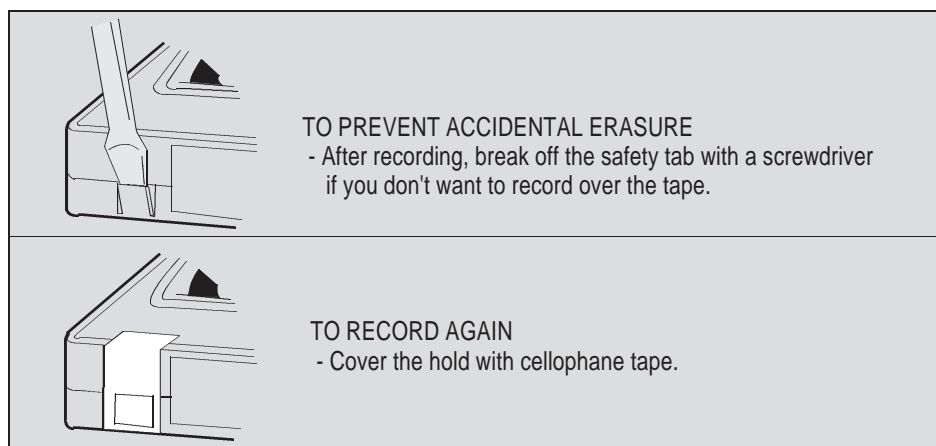 TO PREVENT ACCIDENTAL ERASURE
- After recording, break off the safety tab with a screwdriver
if you don't want to record over the tape.
TO RECORD AGAIN
- Cover the hold with cellophane tape.